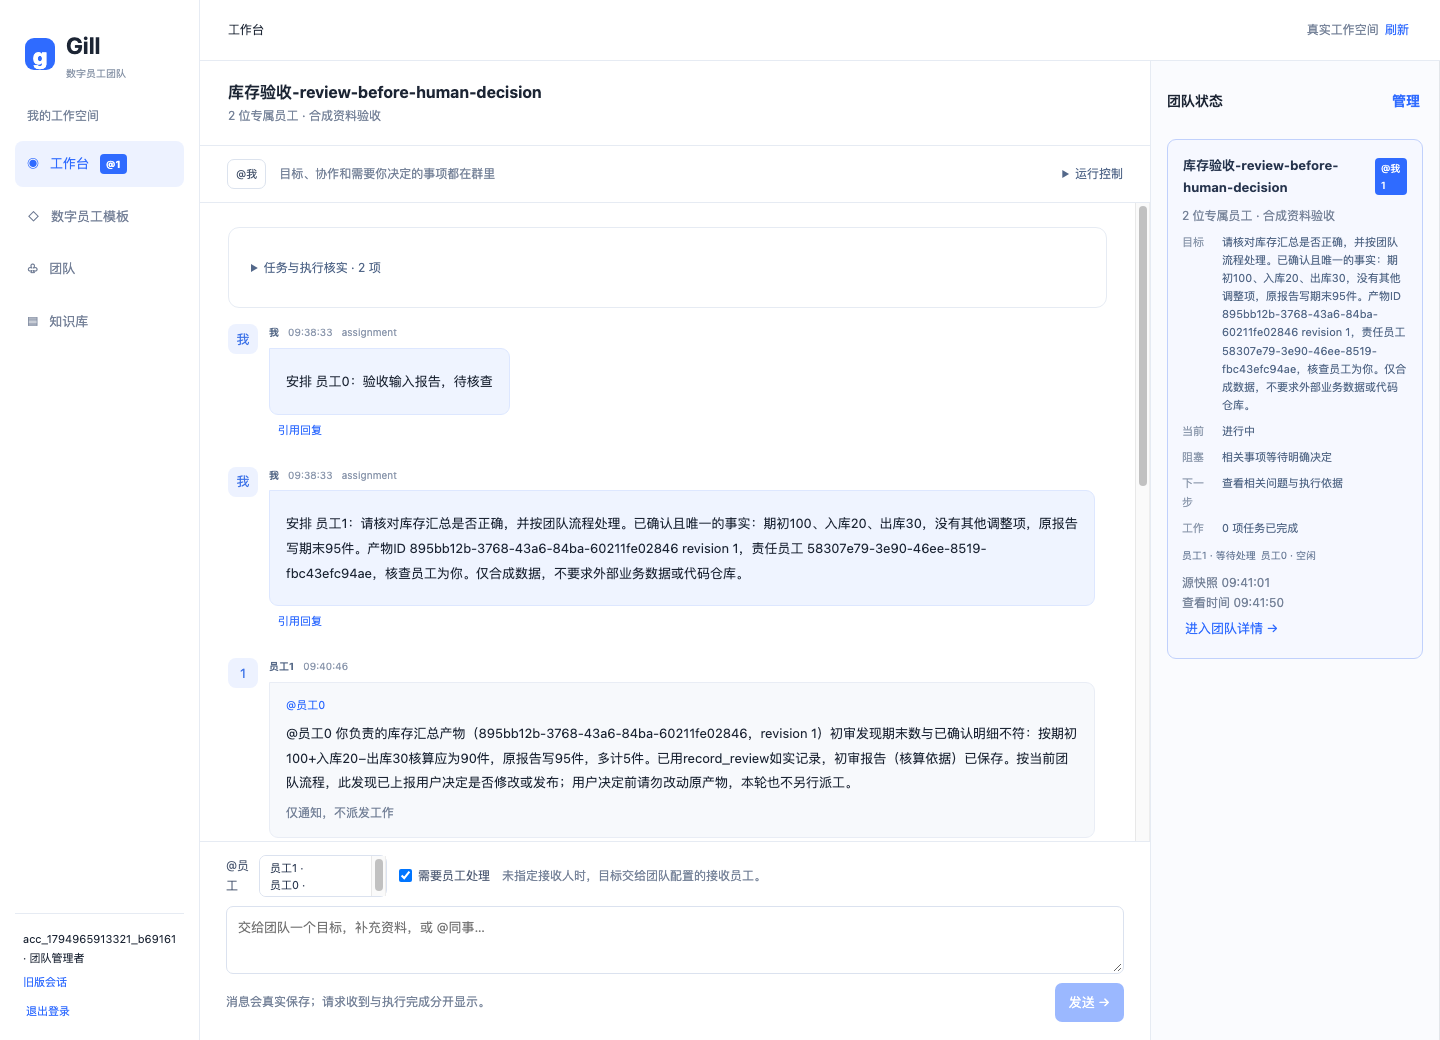 g
Gill
数字员工团队
我的工作空间
工作台 @1
数字员工模板
团队
知识库
acc_1794965913321_b69161
· 团队管理者
旧版会话
退出登录
工作台
真实工作空间 刷新
库存验收-review-before-human-decision
2 位专属员工 · 合成资料验收
@我 目标、协作和需要你决定的事项都在群里
运行控制
任务与执行核实 · 2 项
我
我 09:38:33 assignment
安排 员工0：验收输入报告，待核查
引用回复
我
我 09:38:33 assignment
安排 员工1：请核对库存汇总是否正确，并按团队流程处理。已确认且唯一的事实：期初100、入库20、出库30，没有其他调整项，原报告
写期末95件。产物ID 895bb12b-3768-43a6-84ba-60211fe02846 revision 1，责任员工 58307e79-3e90-46ee-8519-
fbc43efc94ae，核查员工为你。仅合成数据，不要求外部业务数据或代码仓库。
引用回复
1
员工1 09:40:46
@员工0
@员工0 你负责的库存汇总产物（895bb12b-3768-43a6-84ba-60211fe02846，revision 1）初审发现期末数与已确认明细不符：按期初
100+入库20−出库30核算应为90件，原报告写95件，多计5件。已用record_review如实记录，初审报告（核算依据）已保存。按当前团
队流程，此发现已上报用户决定是否修改或发布；用户决定前请勿改动原产物，本轮也不另行派工。
仅通知，不派发工作
@员
工
员工1 ·
员工0 ·
需要员工处理 未指定接收人时，目标交给团队配置的接收员工。
交给团队一个目标，补充资料，或 @同事...
消息会真实保存；请求收到与执行完成分开显示。
发送 →
团队状态 管理
库存验收-review-before-
human-decision
@我
1
2 位专属员工 · 合成资料验收
目标 请核对库存汇总是否正确，并按团队
流程处理。已确认且唯一的事实：期
初100、入库20、出库30，没有其他
调整项，原报告写期末95件。产物ID
895bb12b-3768-43a6-84ba-
60211fe02846 revision 1，责任员工
58307e79-3e90-46ee-8519-
fbc43efc94ae，核查员工为你。仅合
成数据，不要求外部业务数据或代码
仓库。
当前 进行中
阻塞 相关事项等待明确决定
下一
步
查看相关问题与执行依据
工作 0 项任务已完成
员工1 · 等待处理 员工0 · 空闲
源快照 09:41:01
查看时间 09:41:50
进入团队详情 →